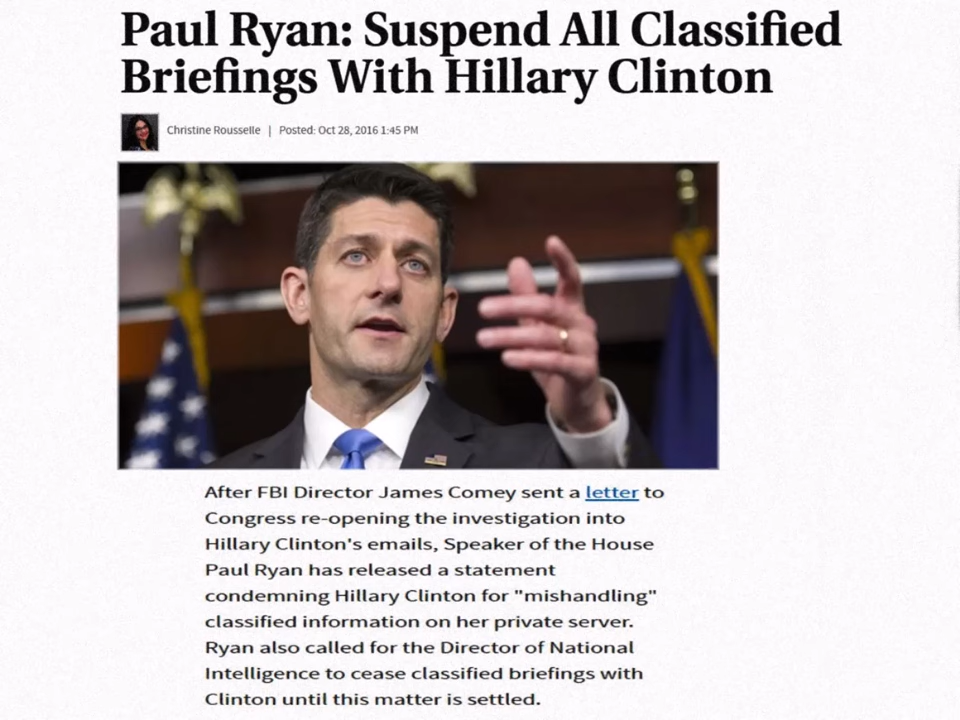 Paul Ryan: Suspend All Classified
Briefings With Hillary Clinton
Christine Rousselle | Posted: Oct 28, 2016 1:45 PM
After FBI Director James Comey sent a letter to
Congress re-opening the investigation into
Hillary Clinton's emails, Speaker of the House
Paul Ryan has released a statement
condemning Hillary Clinton for "mishandling"
classified information on her private server.
Ryan also called for the Director of National
Intelligence to cease classified briefings with
Clinton until this matter is settled.